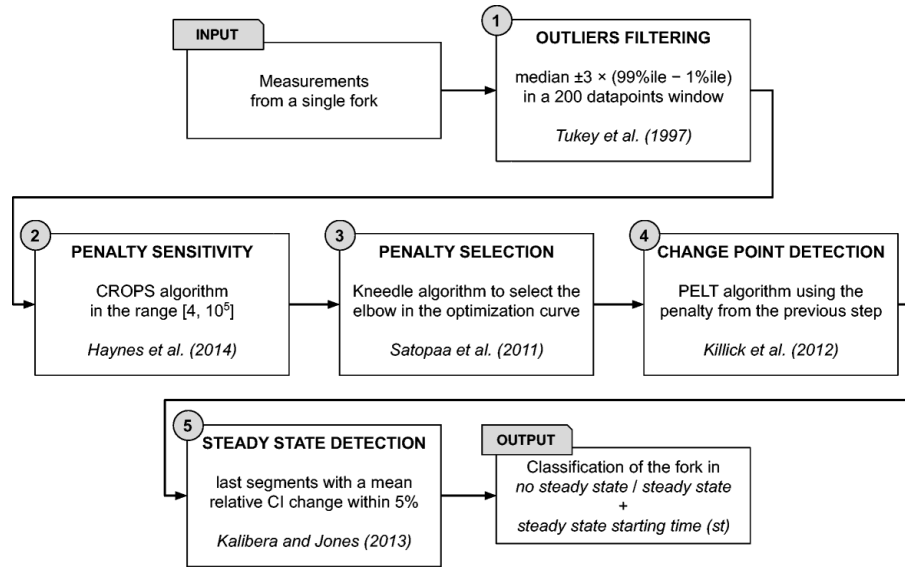 INPUT
Measurements
from a single fork
1
OUTLIERS FILTERING
median ±3 × (99%ile − 1%ile)
in a 200 datapoints window
Tukey et al. (1997)
2
PENALTY SENSITIVITY
CROPS algorithm
in the range [4, 10⁵]
Haynes et al. (2014)
3
PENALTY SELECTION
Kneedle algorithm to select the
elbow in the optimization curve
Satopaa et al. (2011)
4
CHANGE POINT DETECTION
PELT algorithm using the
penalty from the previous step
Killick et al. (2012)
5
STEADY STATE DETECTION
last segments with a mean
relative CI change within 5%
Kalibera and Jones (2013)
OUTPUT
Classification of the fork in
no steady state / steady state
+
steady state starting time (st)